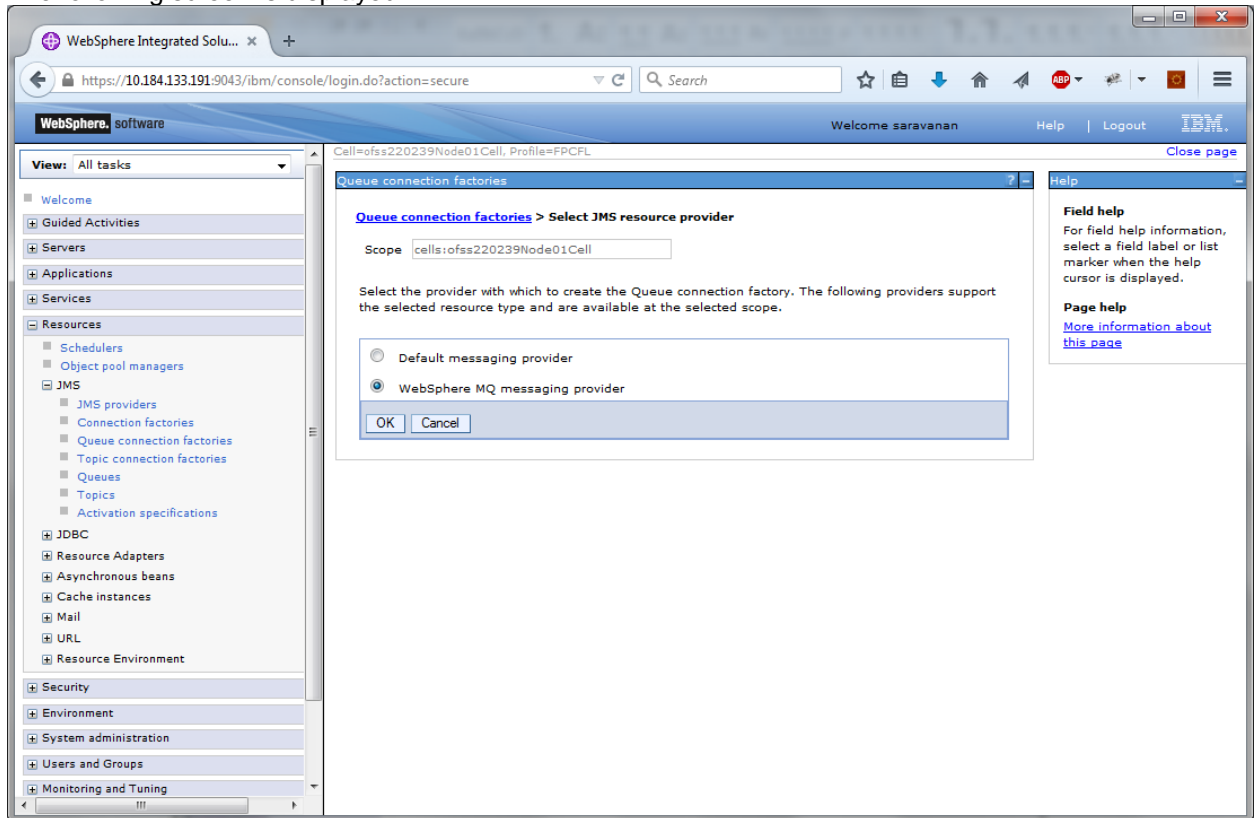 WebSphere Integrated Solu... × +
https://10.184.133.191:9043/ibm/console/login.do?action=secure
Search
ABP
WebSphere. software
Welcome saravanan
Help | Logout
IBM.
View: All tasks
Welcome
Guided Activities
Servers
Applications
Services
Resources
Schedulers
Object pool managers
JMS
JMS providers
Connection factories
Queue connection factories
Topic connection factories
Queues
Topics
Activation specifications
JDBC
Resource Adapters
Asynchronous beans
Cache instances
Mail
URL
Resource Environment
Security
Environment
System administration
Users and Groups
Monitoring and Tuning
Cell=ofss220239Node01Cell, Profile=FPCFL
Close page
Queue connection factories ? -
Queue connection factories > Select JMS resource provider
Scope cells:ofss220239Node01Cell
Select the provider with which to create the Queue connection factory. The following providers support
the selected resource type and are available at the selected scope.
Default messaging provider
WebSphere MQ messaging provider
OK Cancel
Help -
Field help
For field help information,
select a field label or list
marker when the help
cursor is displayed.
Page help
More information about
this page